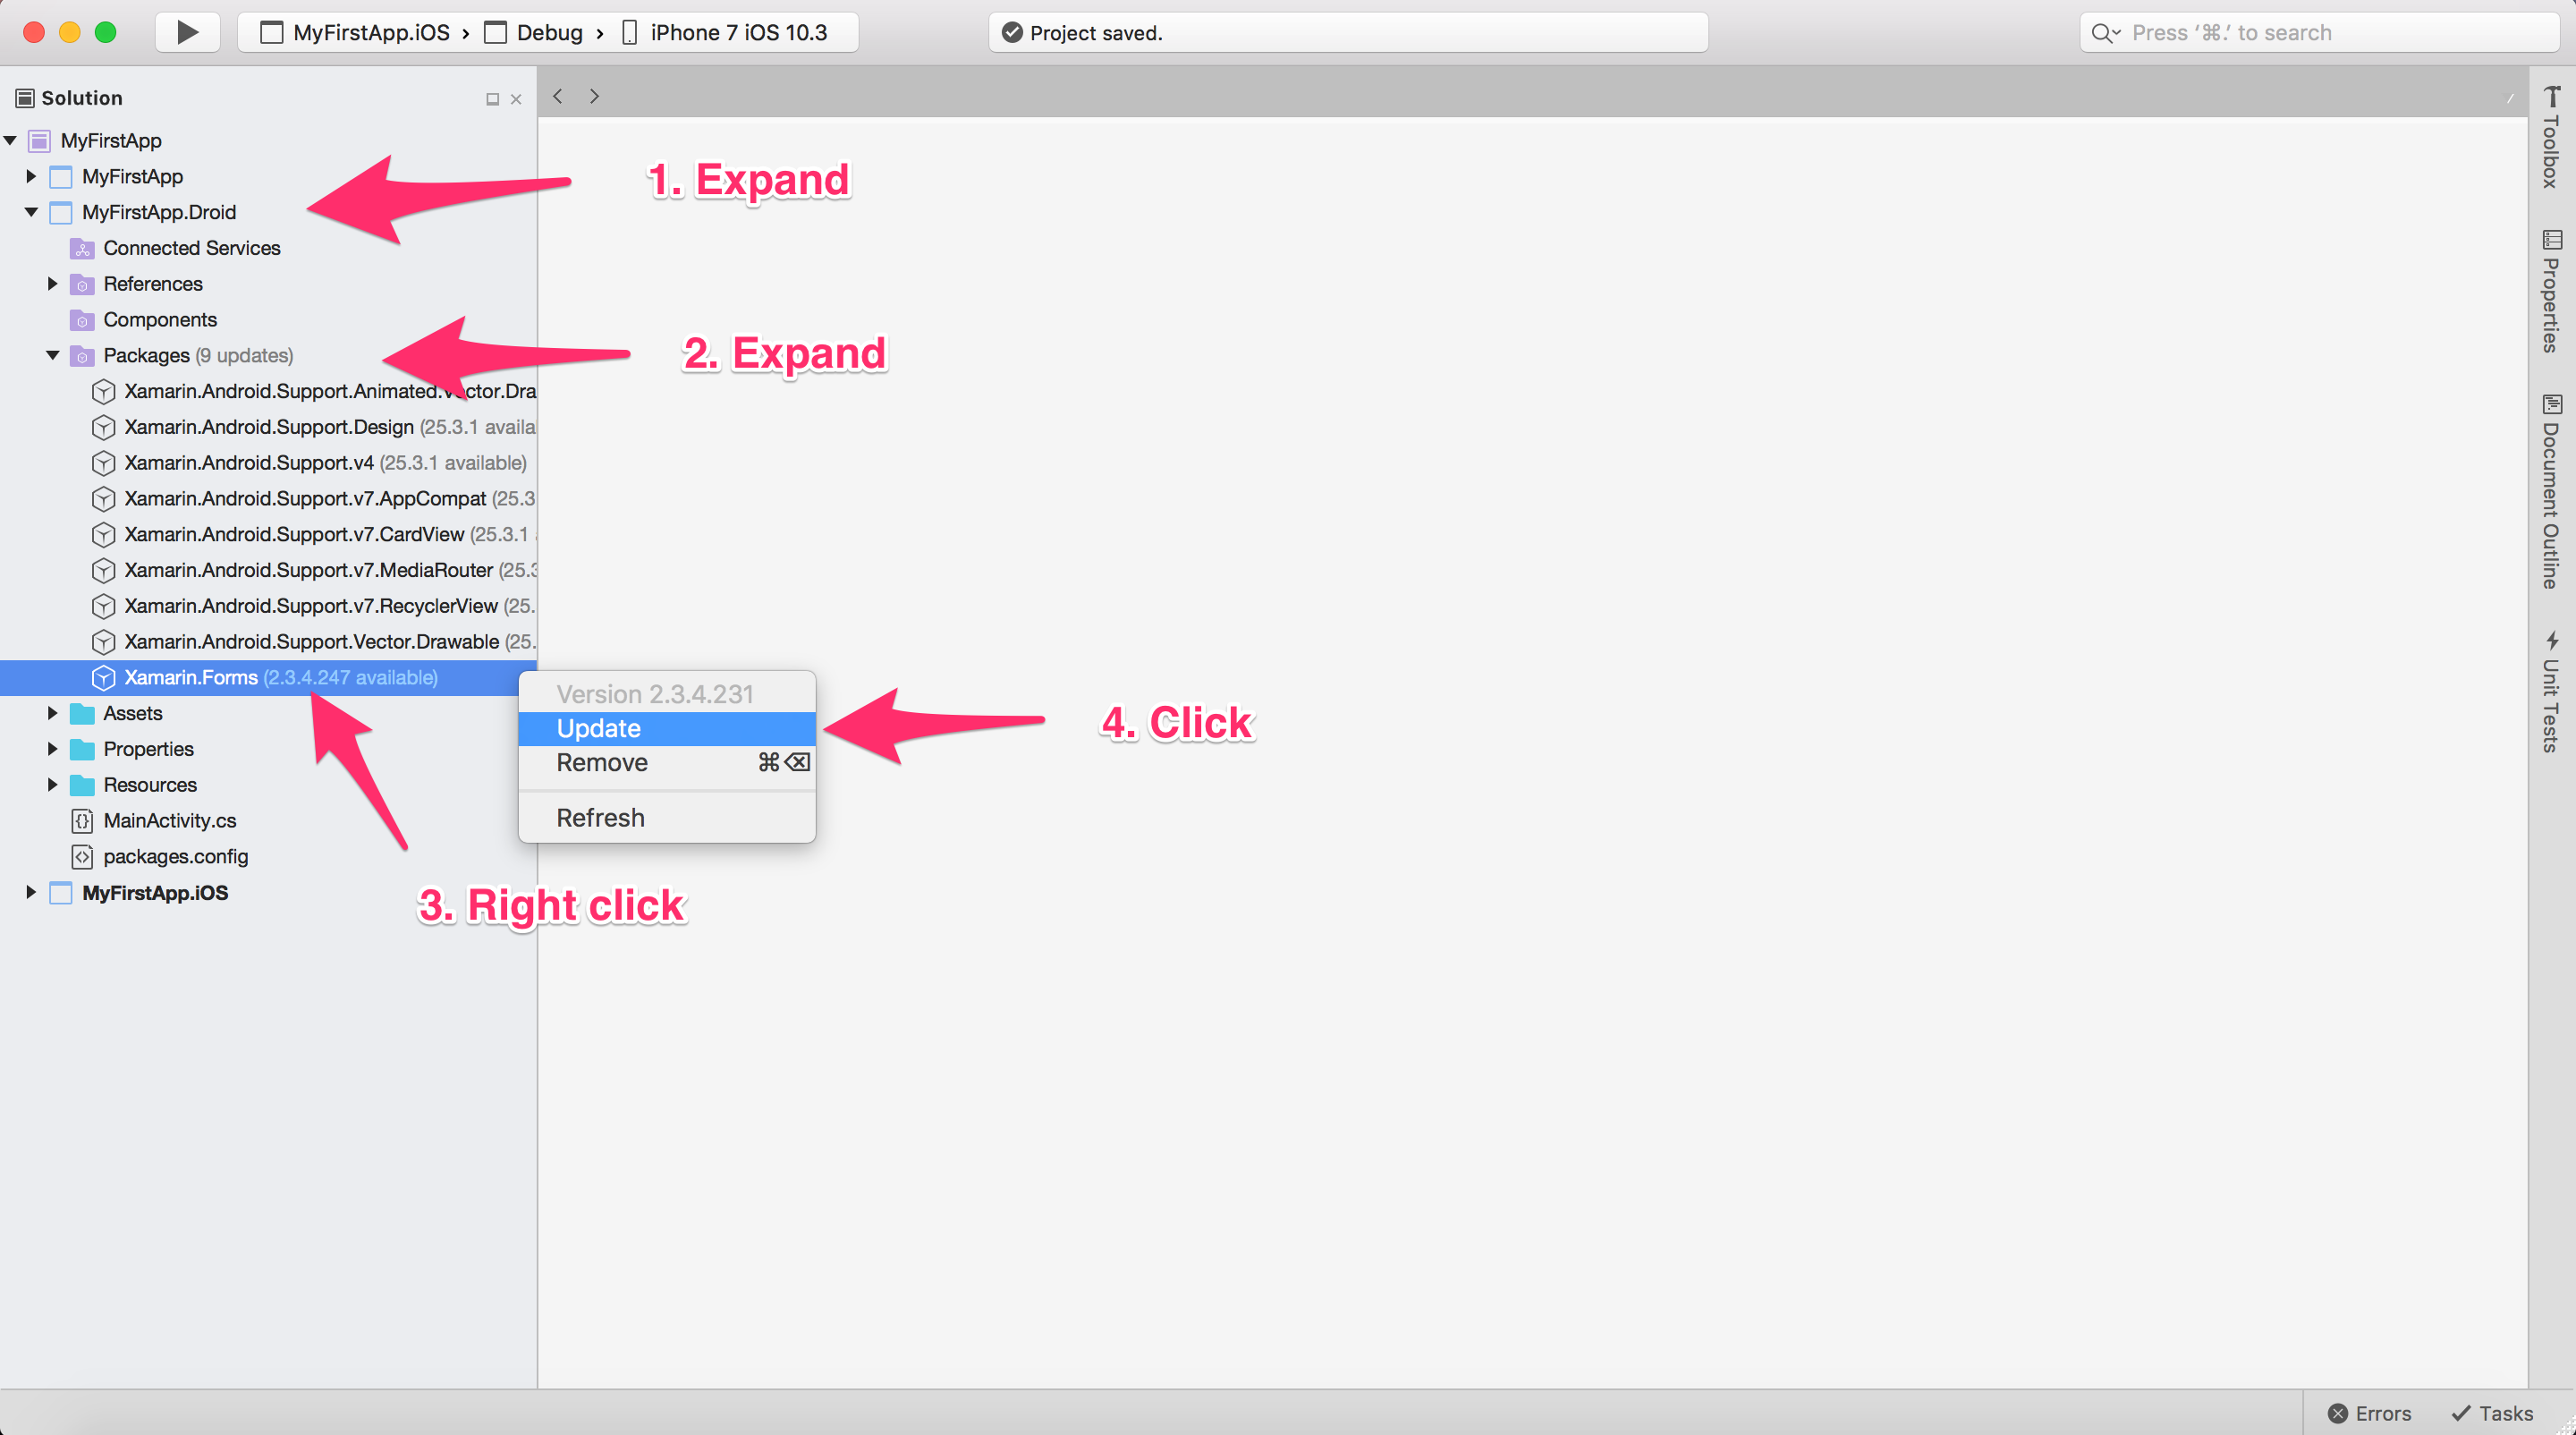 MyFirstApp.iOS › Debug › iPhone 7 iOS 10.3
Project saved.
Press ‘⌘.’ to search
Solution
MyFirstApp
MyFirstApp
MyFirstApp.Droid
1. Expand
Connected Services
References
Components
Packages (9 updates)
2. Expand
Xamarin.Android.Support.Animated.Vector.Dra
Xamarin.Android.Support.Design (25.3.1 availa
Xamarin.Android.Support.v4 (25.3.1 available)
Xamarin.Android.Support.v7.AppCompat (25.3
Xamarin.Android.Support.v7.CardView (25.3.1
Xamarin.Android.Support.v7.MediaRouter (25.3
Xamarin.Android.Support.v7.RecyclerView (25.
Xamarin.Android.Support.Vector.Drawable (25.
Xamarin.Forms (2.3.4.247 available)
Version 2.3.4.231
Update
Remove ⌘⌫
Refresh
4. Click
Assets
Properties
Resources
MainActivity.cs
packages.config
MyFirstApp.iOS
3. Right click
Toolbox
Properties
Document Outline
Unit Tests
Errors
Tasks